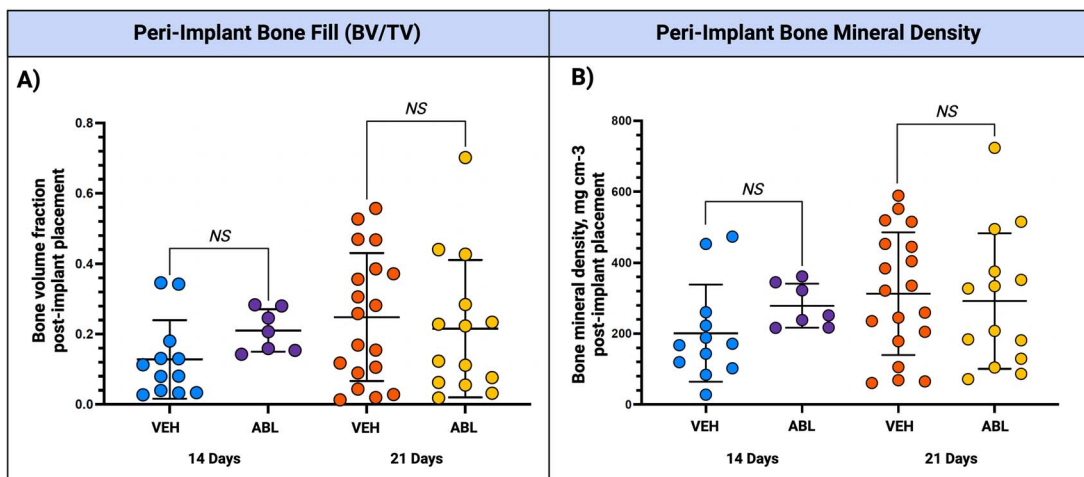 Peri-Implant Bone Fill (BV/TV)
Peri-Implant Bone Mineral Density
A)
Bone volume fraction
post-implant placement
0.8
0.6
0.4
0.2
0.0
NS
NS
VEH
ABL
VEH
ABL
14 Days
21 Days
B)
Bone mineral density, mg cm-3
post-implant placement
800
600
400
200
0
NS
NS
VEH
ABL
VEH
ABL
14 Days
21 Days